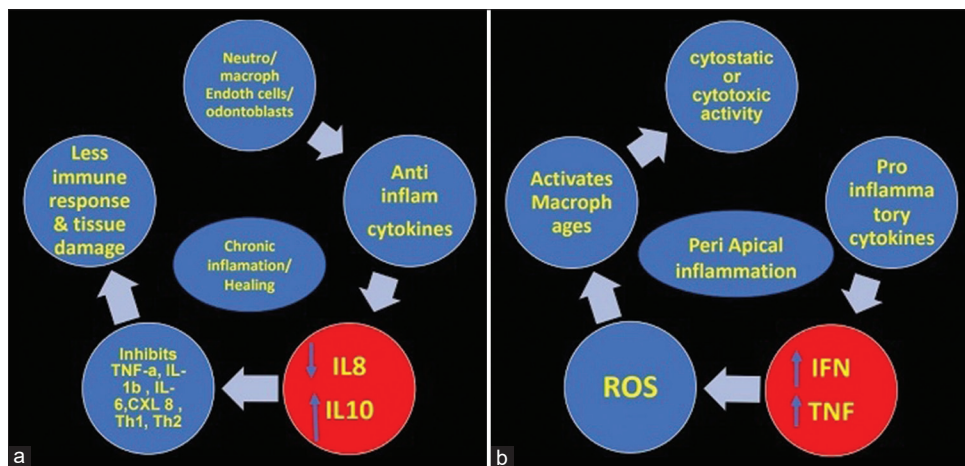 Neutro/
macroph
Endoth cells/
odontoblasts
Anti
inflam
cytokines
IL8
IL10
Inhibits
TNF-a, IL-
1b , IL-
6,CXL 8 ,
Th1, Th2
Less
immune
response
& tissue
damage
Chronic
inflamation/
Healing
a
cytostatic
or
cytotoxic
activity
Pro
inflamma
tory
cytokines
IFN
TNF
ROS
Activates
Macroph
ages
Peri Apical
inflammation
b